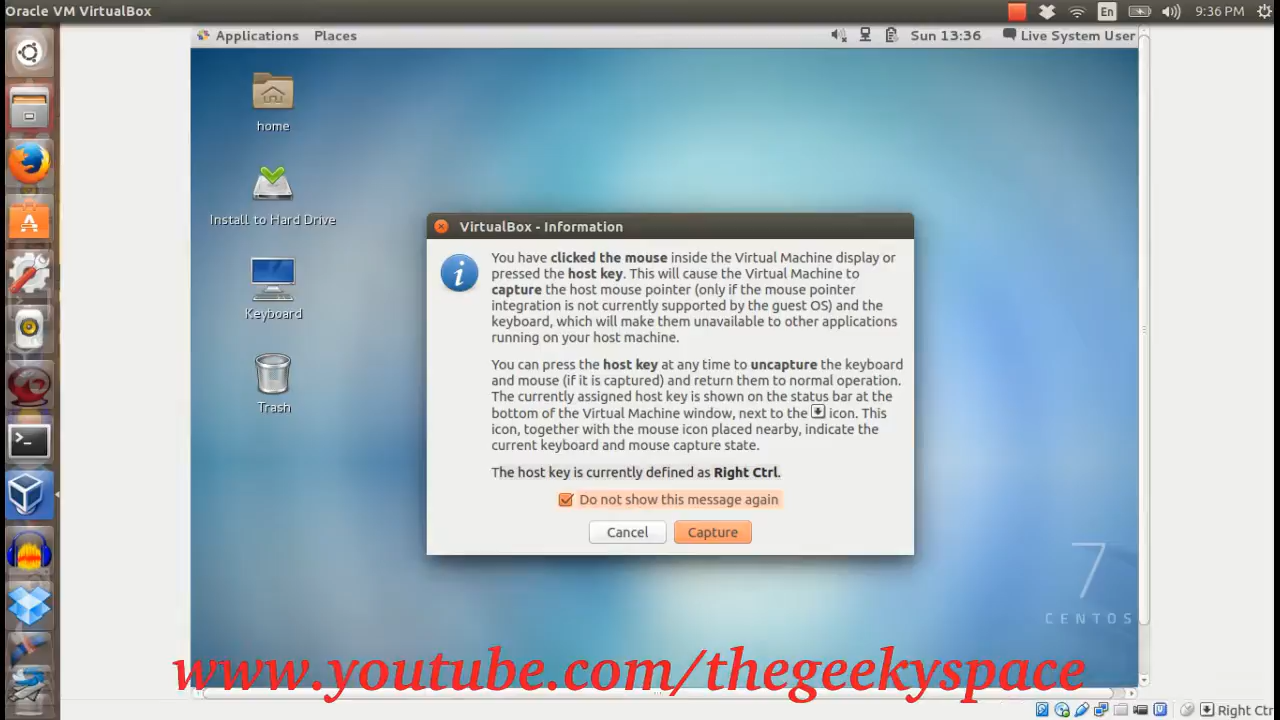 Oracle VM VirtualBox
En
9:36 PM
Applications Places
Sun 13:36
Live System User
home
Install to Hard Drive
Keyboard
Trash
VirtualBox - Information
You have clicked the mouse inside the Virtual Machine display or
pressed the host key. This will cause the Virtual Machine to
capture the host mouse pointer (only if the mouse pointer
integration is not currently supported by the guest OS) and the
keyboard, which will make them unavailable to other applications
running on your host machine.
You can press the host key at any time to uncapture the keyboard
and mouse (if it is captured) and return them to normal operation.
The currently assigned host key is shown on the status bar at the
bottom of the Virtual Machine window, next to the icon. This
icon, together with the mouse icon placed nearby, indicate the
current keyboard and mouse capture state.
The host key is currently defined as Right Ctrl.
Do not show this message again
Cancel
Capture
7
CENTOS
www.youtube.com/thegeekyspace
Right Ctr